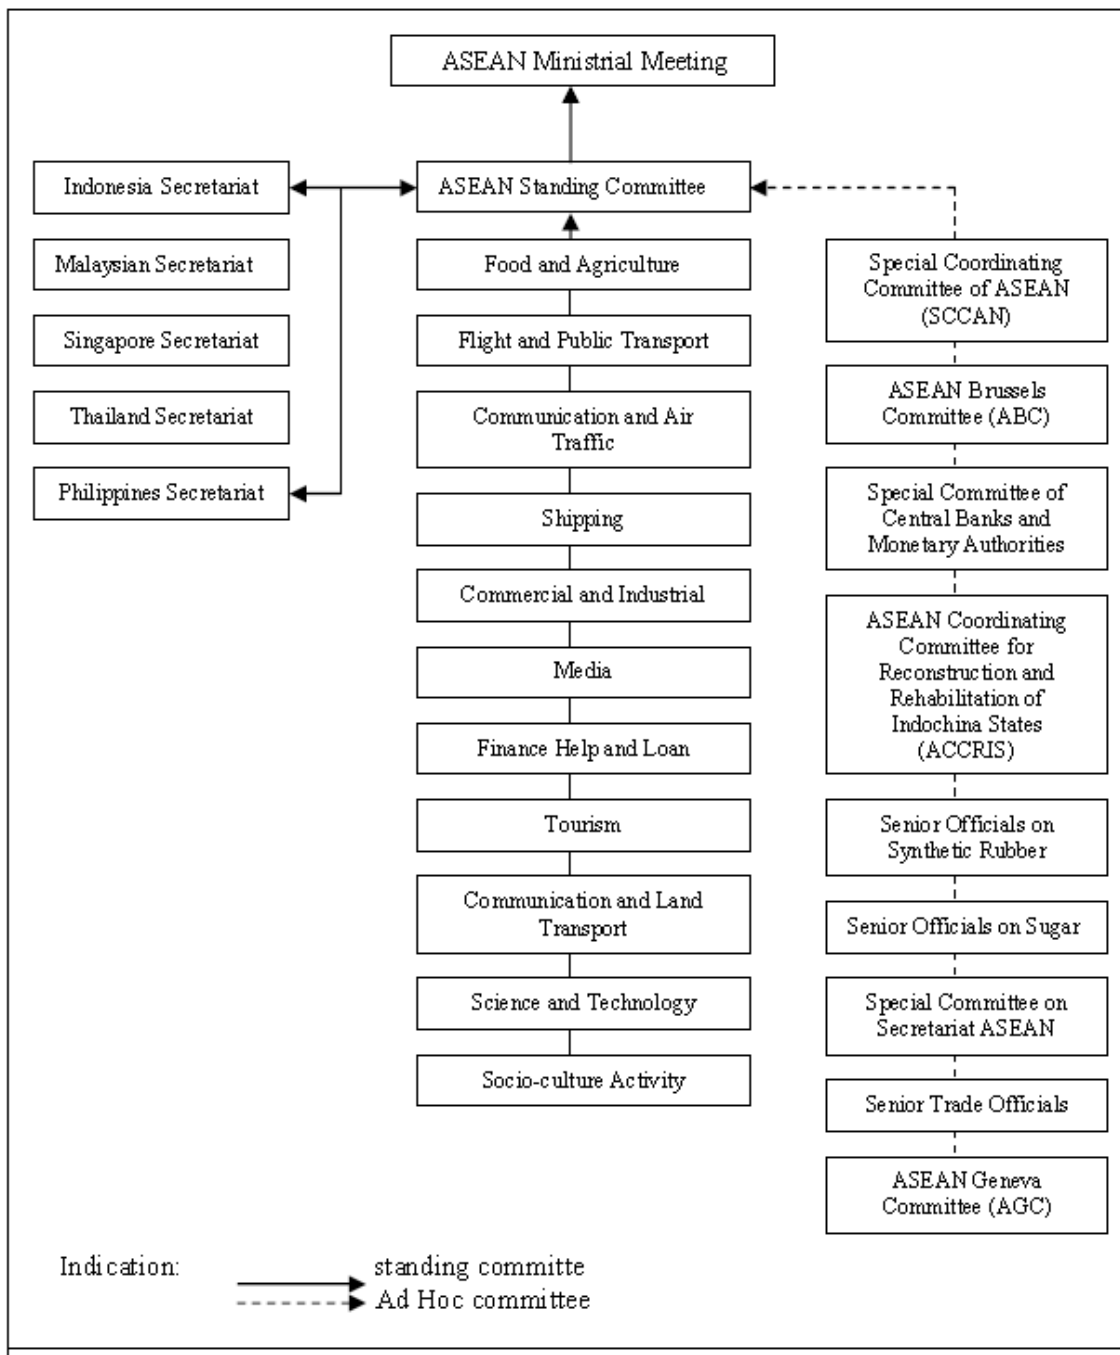 ASEAN Ministrial Meeting
Indonesia Secretariat
Malaysian Secretariat
Singapore Secretariat
Thailand Secretariat
Philippines Secretariat
ASEAN Standing Committee
Food and Agriculture
Flight and Public Transport
Communication and Air
Traffic
Shipping
Commercial and Industrial
Media
Finance Help and Loan
Tourism
Communication and Land
Transport
Science and Technology
Socio-culture Activity
Special Coordinating
Committee of ASEAN
(SCCAN)
ASEAN Brussels
Committee (ABC)
Special Committee of
Central Banks and
Monetary Authorities
ASEAN Coordinating
Committee for
Reconstruction and
Rehabilitation of
Indochina States
(ACCRIS)
Senior Officials on
Synthetic Rubber
Senior Officials on Sugar
Special Committee on
Secretariat ASEAN
Senior Trade Officials
ASEAN Geneva
Committee (AGC)
Indication:
standing committe
Ad Hoc committee